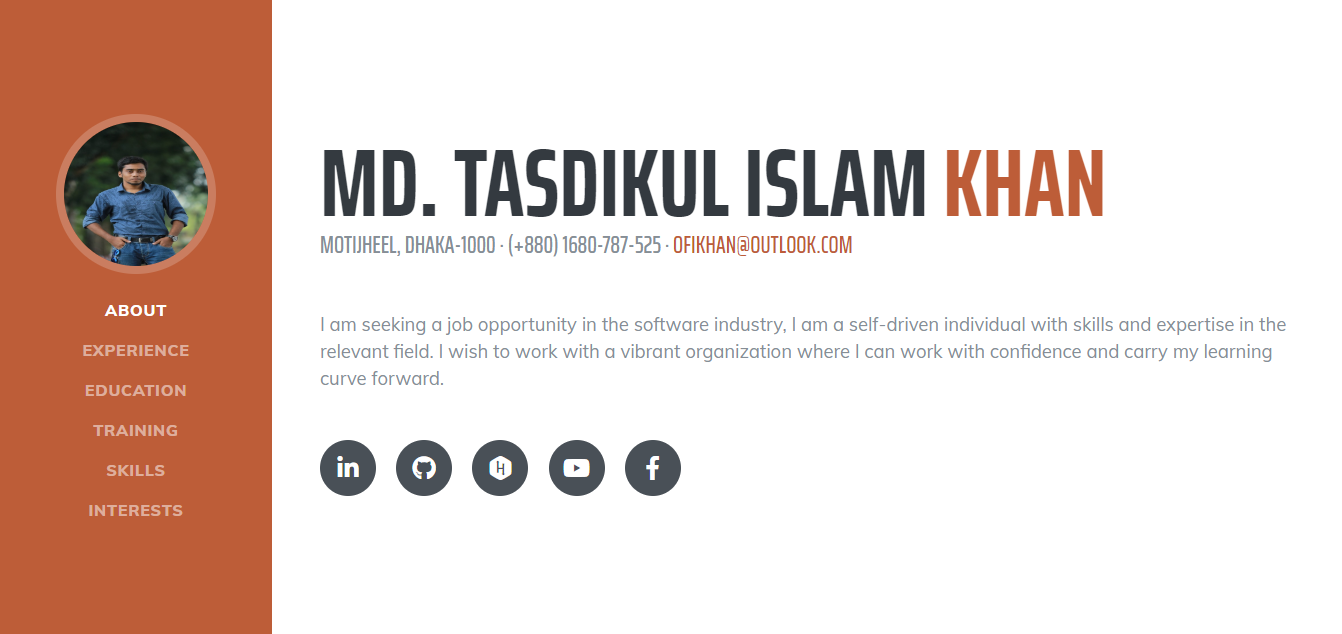 ABOUT
EXPERIENCE
EDUCATION
TRAINING
SKILLS
INTERESTS
MD. TASDIKUL ISLAM KHAN
MOTIJHEEL, DHAKA-1000 · (+880) 1680-787-525 · OFIKHAN@OUTLOOK.COM
I am seeking a job opportunity in the software industry, I am a self-driven individual with skills and expertise in the
relevant field. I wish to work with a vibrant organization where I can work with confidence and carry my learning
curve forward.